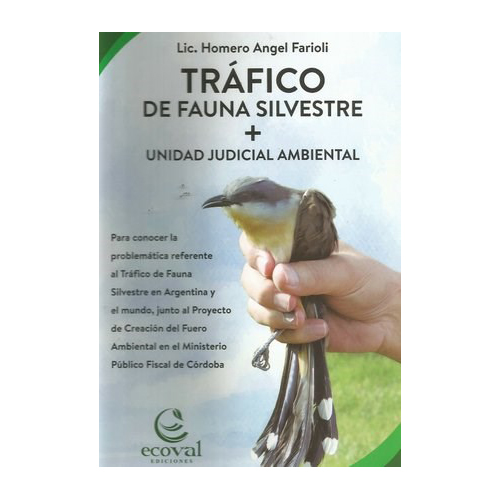 Lic. Homero Angel Farioli
TRÁFICO
DE FAUNA SILVESTRE
+
UNIDAD JUDICIAL AMBIENTAL
Para conocer la
problemática referente
al Tráfico de Fauna
Silvestre en Argentina y
el mundo, junto al Proyecto
de Creación del Fuero
Ambiental en el Ministerio
Público Fiscal de Córdoba
ecoval
EDICIONES